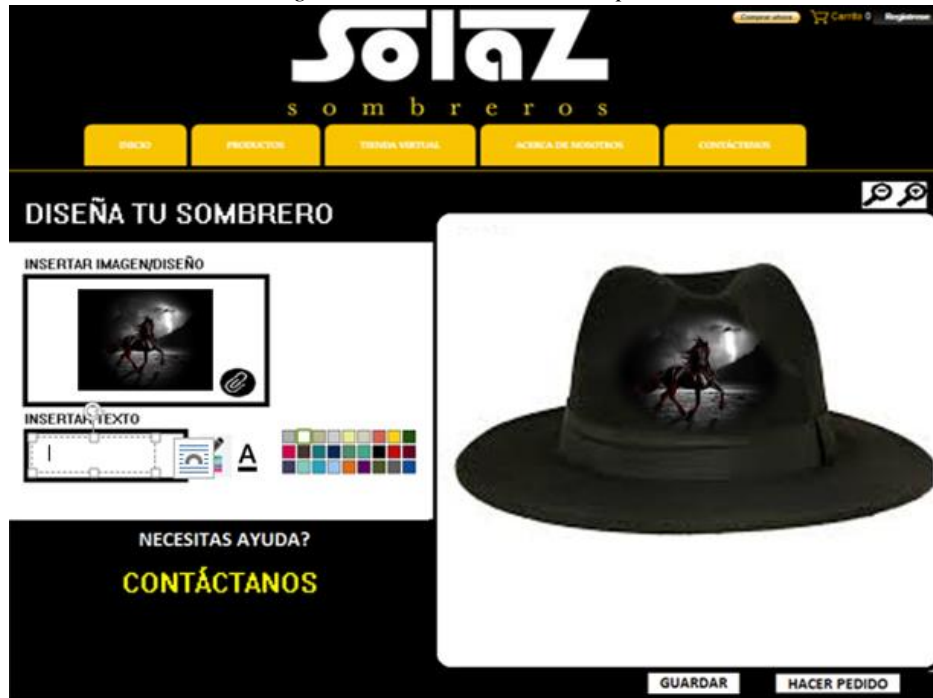 Comprar ahora Carrito 0 Regístrese
SolaZ
sombreros
INICIO PRODUCTOS TIENDA VIRTUAL ACERCA DE NOSOTROS CONTÁCTENOS
DISEÑA TU SOMBRERO
INSERTAR IMAGEN/DISEÑO
INSERTAR TEXTO
A
NECESITAS AYUDA?
CONTÁCTANOS
GUARDAR HACER PEDIDO